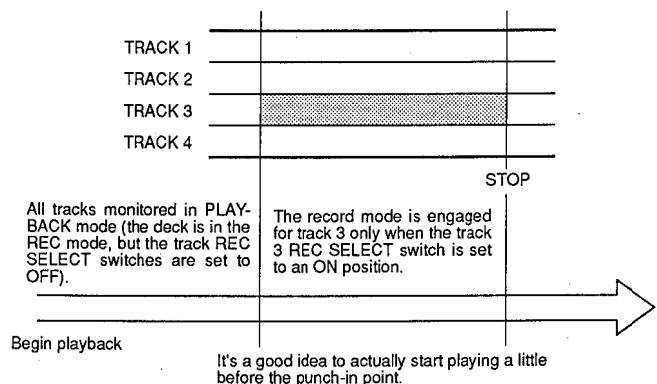 TRACK 1
TRACK 2
TRACK 3
TRACK 4
STOP
All tracks monitored in PLAY-
BACK mode (the deck is in the
REC mode, but the track REC
SELECT switches are set to
OFF).
The record mode is engaged
for track 3 only when the track
3 REC SELECT switch is set
to an ON position.
Begin playback
It's a good idea to actually start playing a little
before the punch-in point.